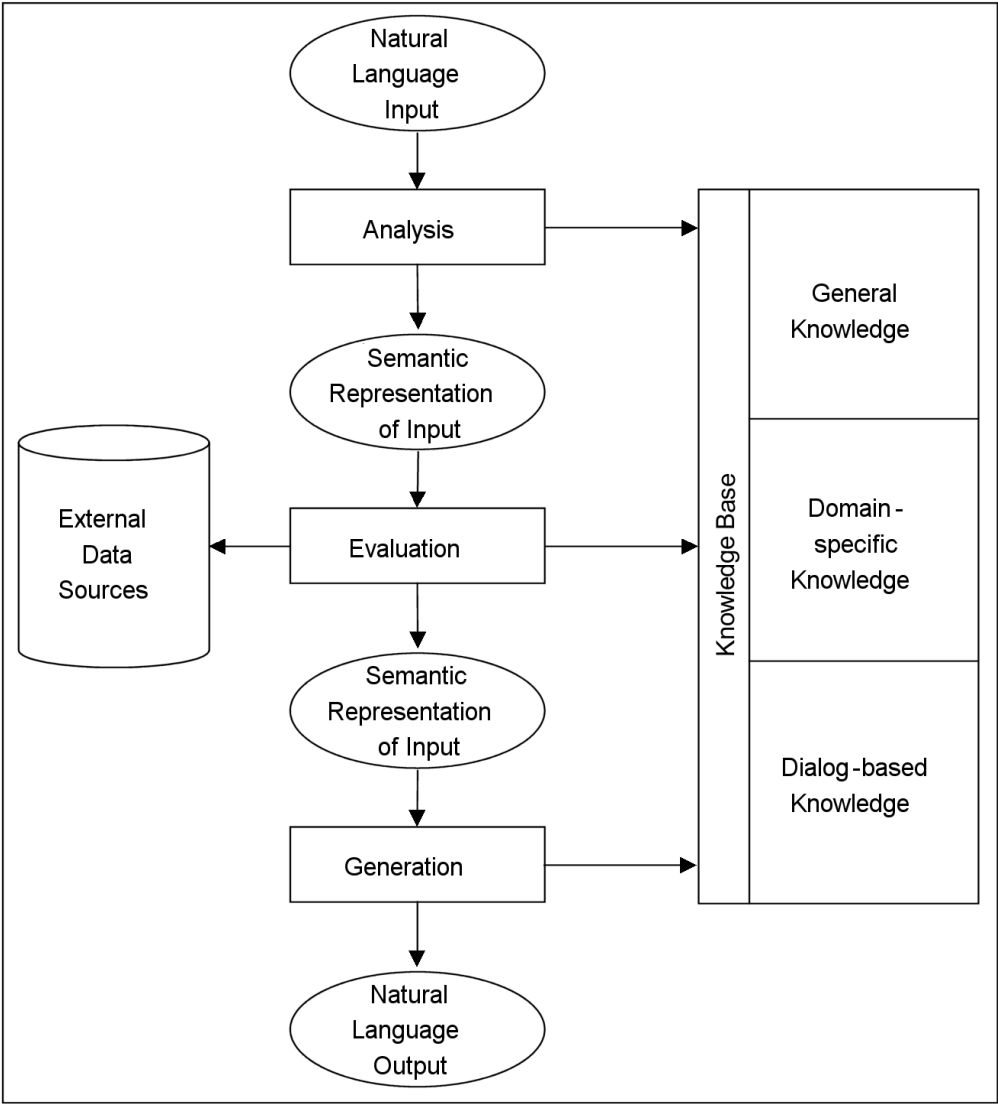 Natural
Language
Input
Analysis
Semantic
Representation
of Input
Evaluation
Semantic
Representation
of Input
Generation
Natural
Language
Output
External
Data
Sources
Knowledge Base
General
Knowledge
Domain-
specific
Knowledge
Dialog-based
Knowledge